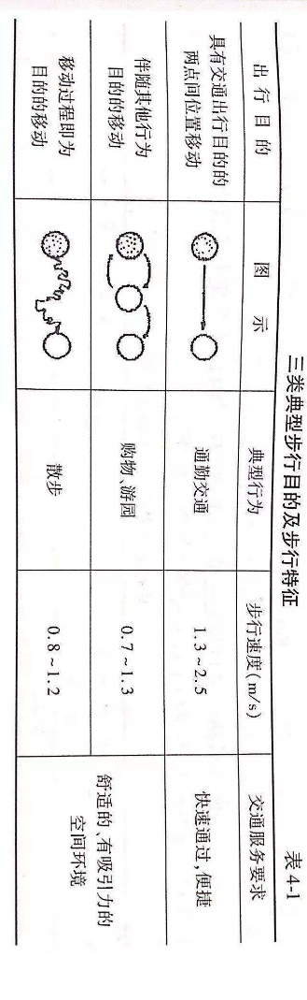 三类典型步行目的及步行特征
表4-1
出行目的
图示
典型行为
步行速度(m/s)
交通服务要求
具有交通出行目的的
两点间位置移动
通勤交通
1.3~2.5
快速通过,便捷
伴随其他行为
目的的移动
购物、游园
0.7~1.3
舒适的、有吸引力的
空间环境
移动过程即为
目的的移动
散步
0.8~1.2